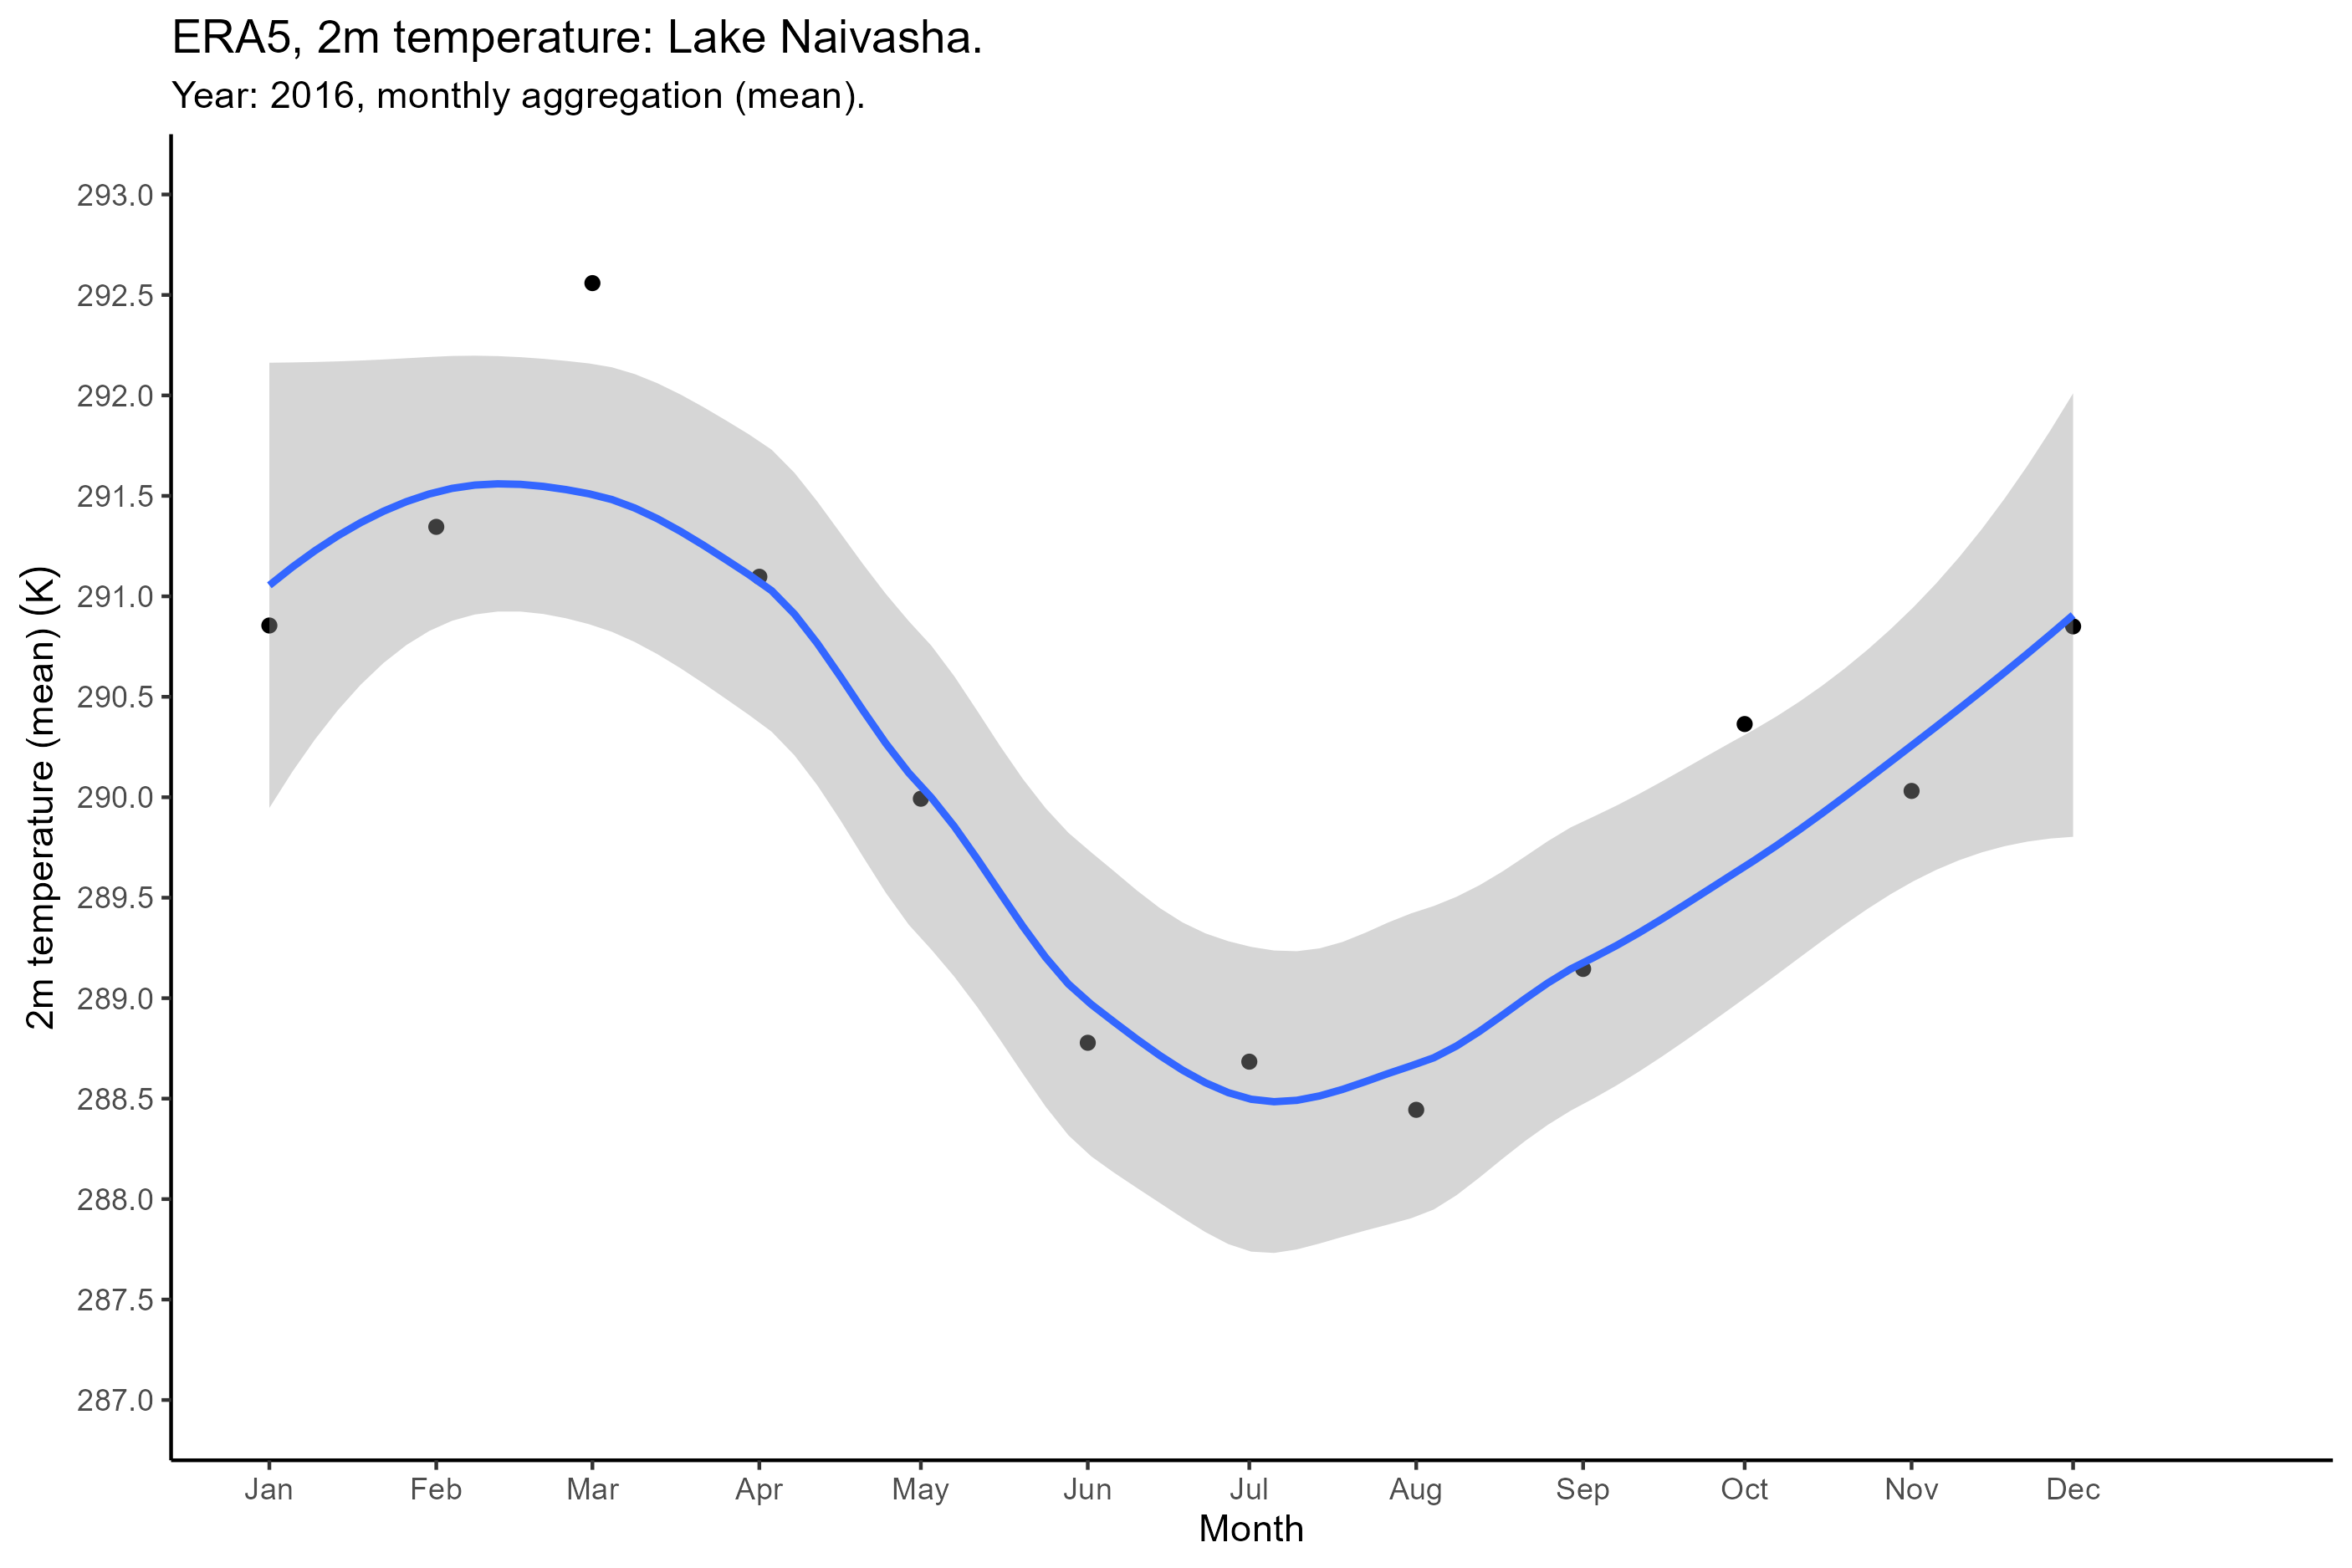 ERA5, 2m temperature: Lake Naivasha.
Year: 2016, monthly aggregation (mean).
2m temperature (mean) (K)
293.0
292.5
292.0
291.5
291.0
290.5
290.0
289.5
289.0
288.5
288.0
287.5
287.0
Jan Feb Mar Apr May Jun Jul Aug Sep Oct Nov Dec
Month